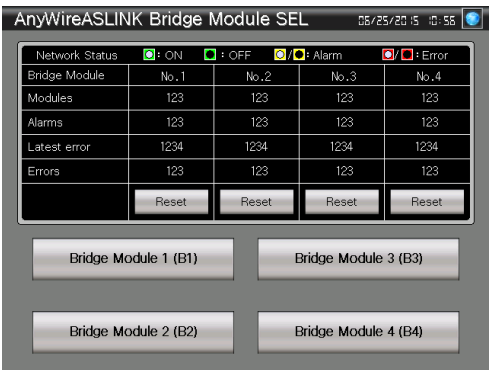 AnyWireASLINK Bridge Module SEL 06/25/2015 10:56
Network Status : ON : OFF / : Alarm / : Error
Bridge Module No.1 No.2 No.3 No.4
Modules 123 123 123 123
Alarms 123 123 123 123
Latest error 1234 1234 1234 1234
Errors 123 123 123 123
Reset Reset Reset Reset
Bridge Module 1 (B1) Bridge Module 3 (B3)
Bridge Module 2 (B2) Bridge Module 4 (B4)